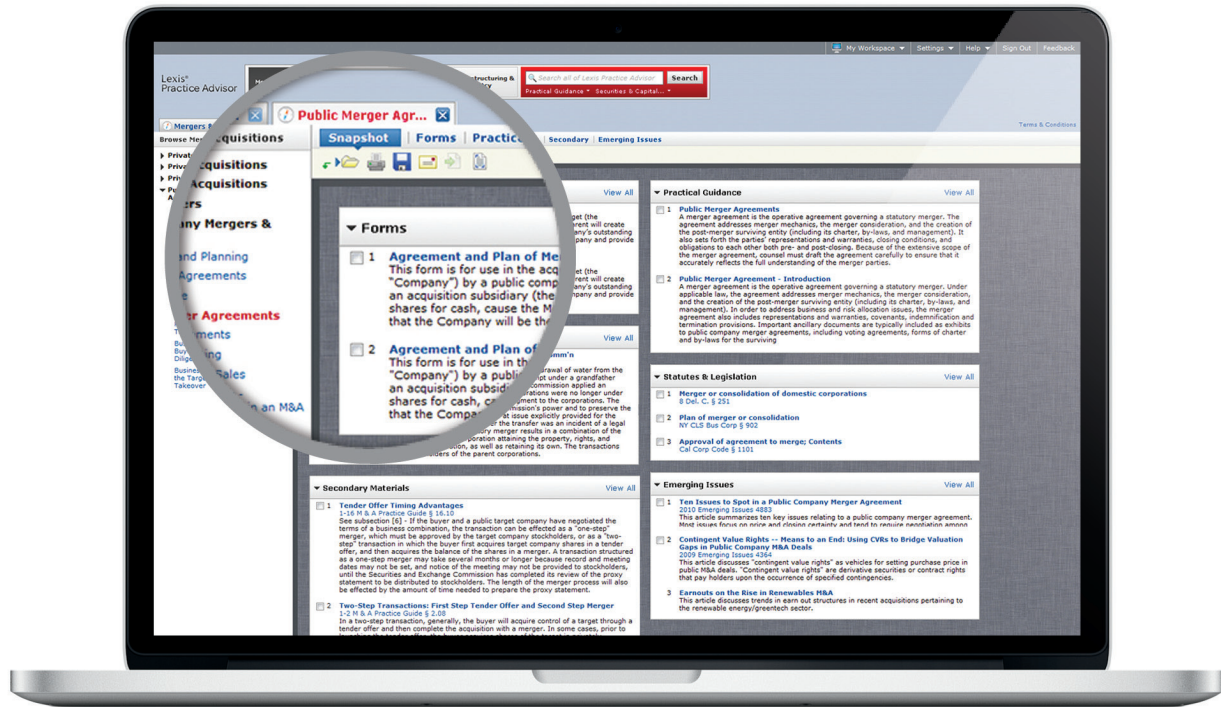 My Workspace Settings Help Sign Out Feedback
Lexis®
Practice Advisor
Search all of Lexis Practice Advisor Search
Practical Guidance Securities & Capital...
Public Merger Agr...
Terms & Conditions
Snapshot | Forms | Practice
Secondary | Emerging Issues
Acquisitions
Acquisitions
Mergers &
and Planning
Agreements
Agreements
Sales
Takeover
in an M&A
Forms
1 Agreement and Plan of
This form is for use in the
"Company") by a public
an acquisition subsidiary (the
shares for cash, cause the
that the Company will be the
2 Agreement and Plan of
This form is for use in the
"Company") by a public
an acquisition
shares for cash,
that the
View All
View All
Secondary Materials View All
1 Tender Offer Timing Advantages
1-16 M & A Practice Guide § 16.10
See subsection [6] - If the buyer and a public target company have negotiated the
terms of a business combination, the transaction can be effected as a "one-step"
merger, which must be approved by the target company stockholders, or as a "two-
step" transaction in which the buyer first acquires target company shares in a tender
offer, and then acquires the balance of the shares in a merger. A transaction structured
as a one-step merger may take several months or longer because record and meeting
dates may not be set, and notice of the meeting may not be provided to stockholders,
until the Securities and Exchange Commission has completed its review of the proxy
statement to be distributed to stockholders. The length of the merger process will also
be effected by the amount of time needed to prepare the proxy statement.
2 Two-Step Transactions: First Step Tender Offer and Second Step Merger
1-2 M & A Practice Guide § 2.08
In a two-step transaction, generally, the buyer will acquire control of a target through a
tender offer and then complete the acquisition with a merger. In some cases, prior to
Practical Guidance View All
1 Public Merger Agreements
A merger agreement is the operative agreement governing a statutory merger. The
agreement addresses merger mechanics, the merger consideration, and the creation of
the post-merger surviving entity (including its charter, by-laws, and management). It
also sets forth the parties' representations and warranties, closing conditions, and
obligations to each other both pre- and post-closing. Because of the extensive scope of
the merger agreement, counsel must draft the agreement carefully to ensure that it
accurately reflects the full understanding of the merger parties.
2 Public Merger Agreement - Introduction
A merger agreement is the operative agreement governing a statutory merger. Under
applicable law, the agreement addresses merger mechanics, the merger consideration,
and the creation of the post-merger surviving entity (including its charter, by-laws, and
management). In order to address business and risk allocation issues, the merger
agreement also includes representations and warranties, covenants, indemnification and
termination provisions. Important ancillary documents are typically included as exhibits
to public company merger agreements, including voting agreements, forms of charter
and by-laws for the surviving
Statutes & Legislation View All
1 Merger or consolidation of domestic corporations
8 Del. C. § 251
2 Plan of merger or consolidation
NY CLS Bus Corp § 902
3 Approval of agreement to merge; Contents
Cal Corp Code § 1101
Emerging Issues View All
1 Ten Issues to Spot in a Public Company Merger Agreement
2010 Emerging Issues 4883
This article summarizes ten key issues relating to a public company merger agreement.
Most issues focus on price and closing certainty and tend to require negotiation among
2 Contingent Value Rights -- Means to an End: Using CVRs to Bridge Valuation
Gaps in Public Company M&A Deals
2009 Emerging Issues 4364
This article discusses "contingent value rights" as vehicles for setting purchase price in
public M&A deals. "Contingent value rights" are derivative securities or contract rights
that pay holders upon the occurrence of specified contingencies.
3 Earnouts on the Rise in Renewables M&A
This article discusses trends in earn out structures in recent acquisitions pertaining to
the renewable energy/greentech sector.